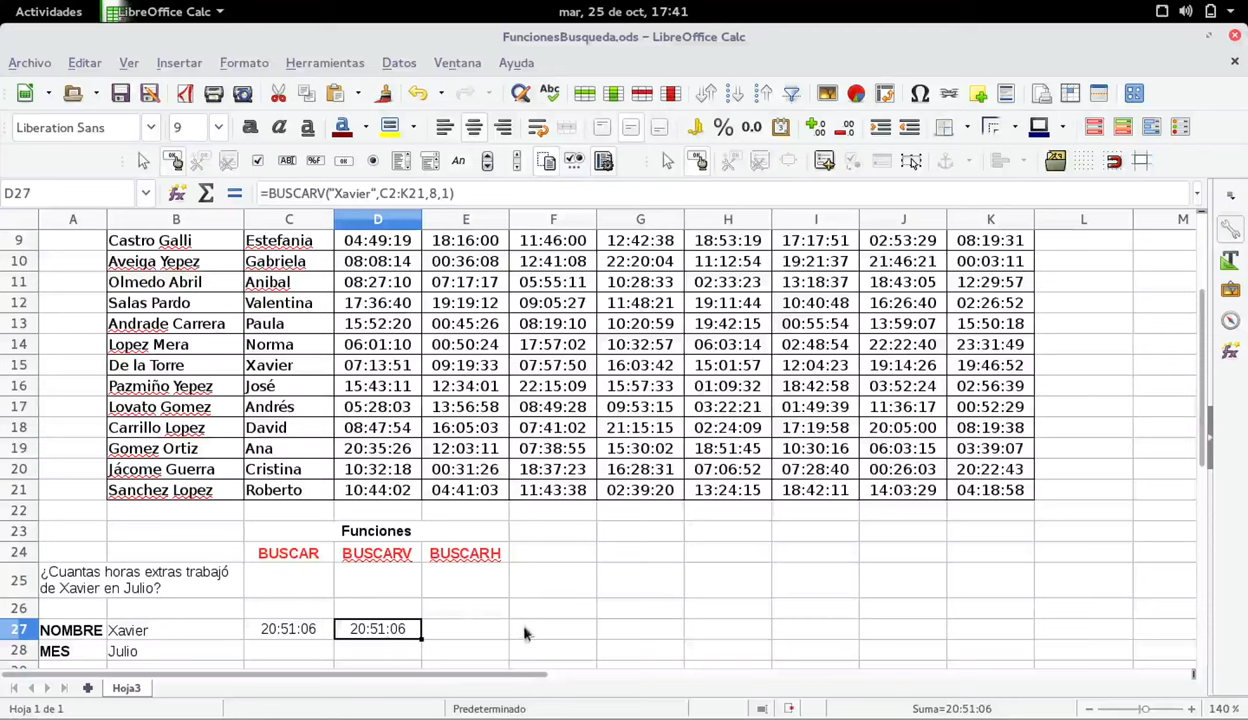 Actividades LibreOffice Calc mar, 25 de oct, 17:41
FuncionesBusqueda.ods – LibreOffice Calc
Archivo Editar Ver Insertar Formato Herramientas Datos Ventana Ayuda
Liberation Sans 9
D27 =BUSCARV("Xavier",C2:K21,8,1)
A B C D E F G H I J K L M
9 Castro Galli Estefania 04:49:19 18:16:00 11:46:00 12:42:38 18:53:19 17:17:51 02:53:29 08:19:31
10 Aveiga Yepez Gabriela 08:08:14 00:36:08 12:41:08 22:20:04 11:12:54 19:21:37 21:46:21 00:03:11
11 Olmedo Abril Anibal 08:27:10 07:17:17 05:55:11 10:28:33 02:33:23 13:18:37 18:43:05 12:29:57
12 Salas Pardo Valentina 17:36:40 19:19:12 09:05:27 11:48:21 19:11:44 10:40:48 16:26:40 02:26:52
13 Andrade Carrera Paula 15:52:20 00:45:26 08:19:10 10:20:59 19:42:15 00:55:54 13:59:07 15:50:18
14 Lopez Mera Norma 06:01:10 00:50:24 17:57:02 10:32:57 06:03:14 02:48:54 22:22:40 23:31:49
15 De la Torre Xavier 07:13:51 09:19:33 07:57:50 16:03:42 15:01:57 12:04:23 19:14:26 19:46:52
16 Pazmiño Yepez José 15:43:11 12:34:01 22:15:09 15:57:33 01:09:32 18:42:58 03:52:24 02:56:39
17 Lovato Gomez Andrés 05:28:03 13:56:58 08:49:28 09:53:15 03:22:21 01:49:39 11:36:17 00:52:29
18 Carrillo Lopez David 08:47:54 16:05:03 07:41:02 21:15:15 02:24:09 17:19:58 20:05:00 08:19:38
19 Gomez Ortiz Ana 20:35:26 12:03:11 07:38:55 15:30:02 18:51:45 10:30:16 06:03:15 03:39:07
20 Jácome Guerra Cristina 10:32:18 00:31:26 18:37:23 16:28:31 07:06:52 07:28:40 00:26:03 20:22:43
21 Sanchez Lopez Roberto 10:44:02 04:41:03 11:43:38 02:39:20 13:24:15 18:42:11 14:03:29 04:18:58
22
23 Funciones
24 BUSCAR BUSCARV BUSCARH
25 ¿Cuantas horas extras trabajó
de Xavier en Julio?
26
27 NOMBRE Xavier 20:51:06 20:51:06
28 MES Julio
Hoja3
Hoja 1 de 1 Predeterminado Suma=20:51:06 140 %